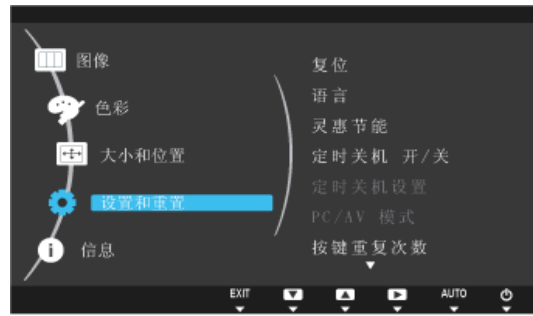 图像
色彩
大小和位置
设置和重置
信息
复位
语言
灵惠节能
定时关机 开/关
定时关机设置
PC/AV 模式
按键重复次数
EXIT
AUTO